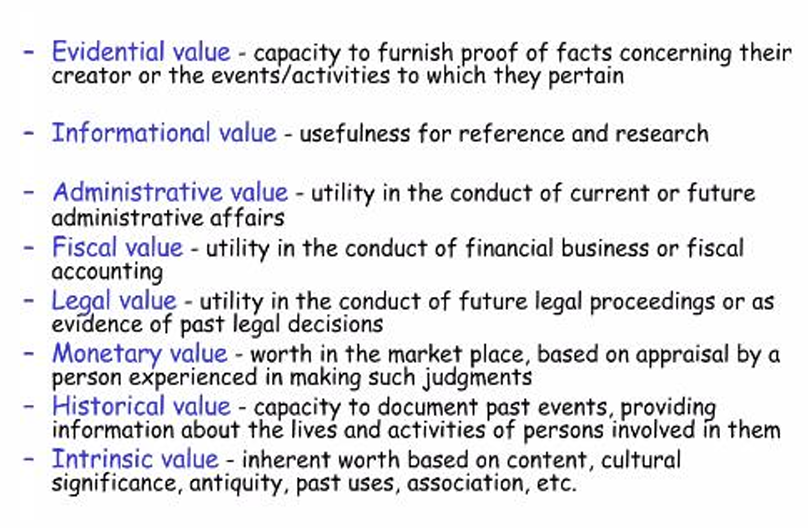 – Evidential value - capacity to furnish proof of facts concerning their
creator or the events/activities to which they pertain
– Informational value - usefulness for reference and research
– Administrative value - utility in the conduct of current or future
administrative affairs
– Fiscal value - utility in the conduct of financial business or fiscal
accounting
– Legal value - utility in the conduct of future legal proceedings or as
evidence of past legal decisions
– Monetary value - worth in the market place, based on appraisal by a
person experienced in making such judgments
– Historical value - capacity to document past events, providing
information about the lives and activities of persons involved in them
– Intrinsic value - inherent worth based on content, cultural
significance, antiquity, past uses, association, etc.